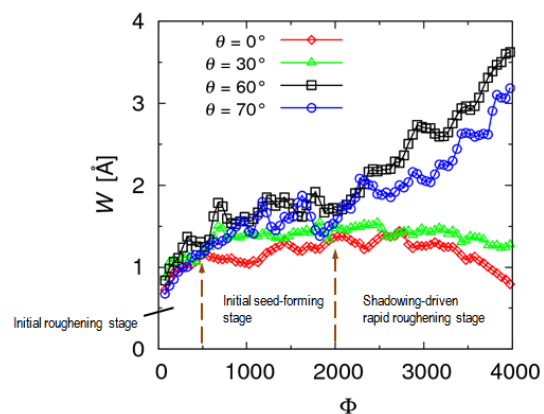 4
θ = 0°
θ = 30°
θ = 60°
θ = 70°
3
W [Å]
2
1
Initial seed-forming
stage
Shadowing-driven
rapid roughening stage
Initial roughening stage
0
0 1000 2000 3000 4000
Φ